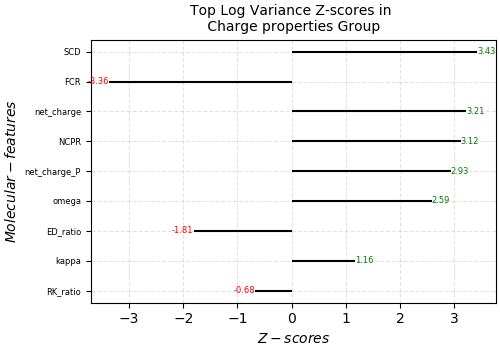 Top Log Variance Z-scores in
Charge properties Group
SCD 3.43
FCR -3.36
net_charge 3.21
NCPR 3.12
net_charge_P 2.93
omega 2.59
ED_ratio -1.81
kappa 1.16
RK_ratio -0.68
−3 −2 −1 0 1 2 3
Z − scores
Molecular − features